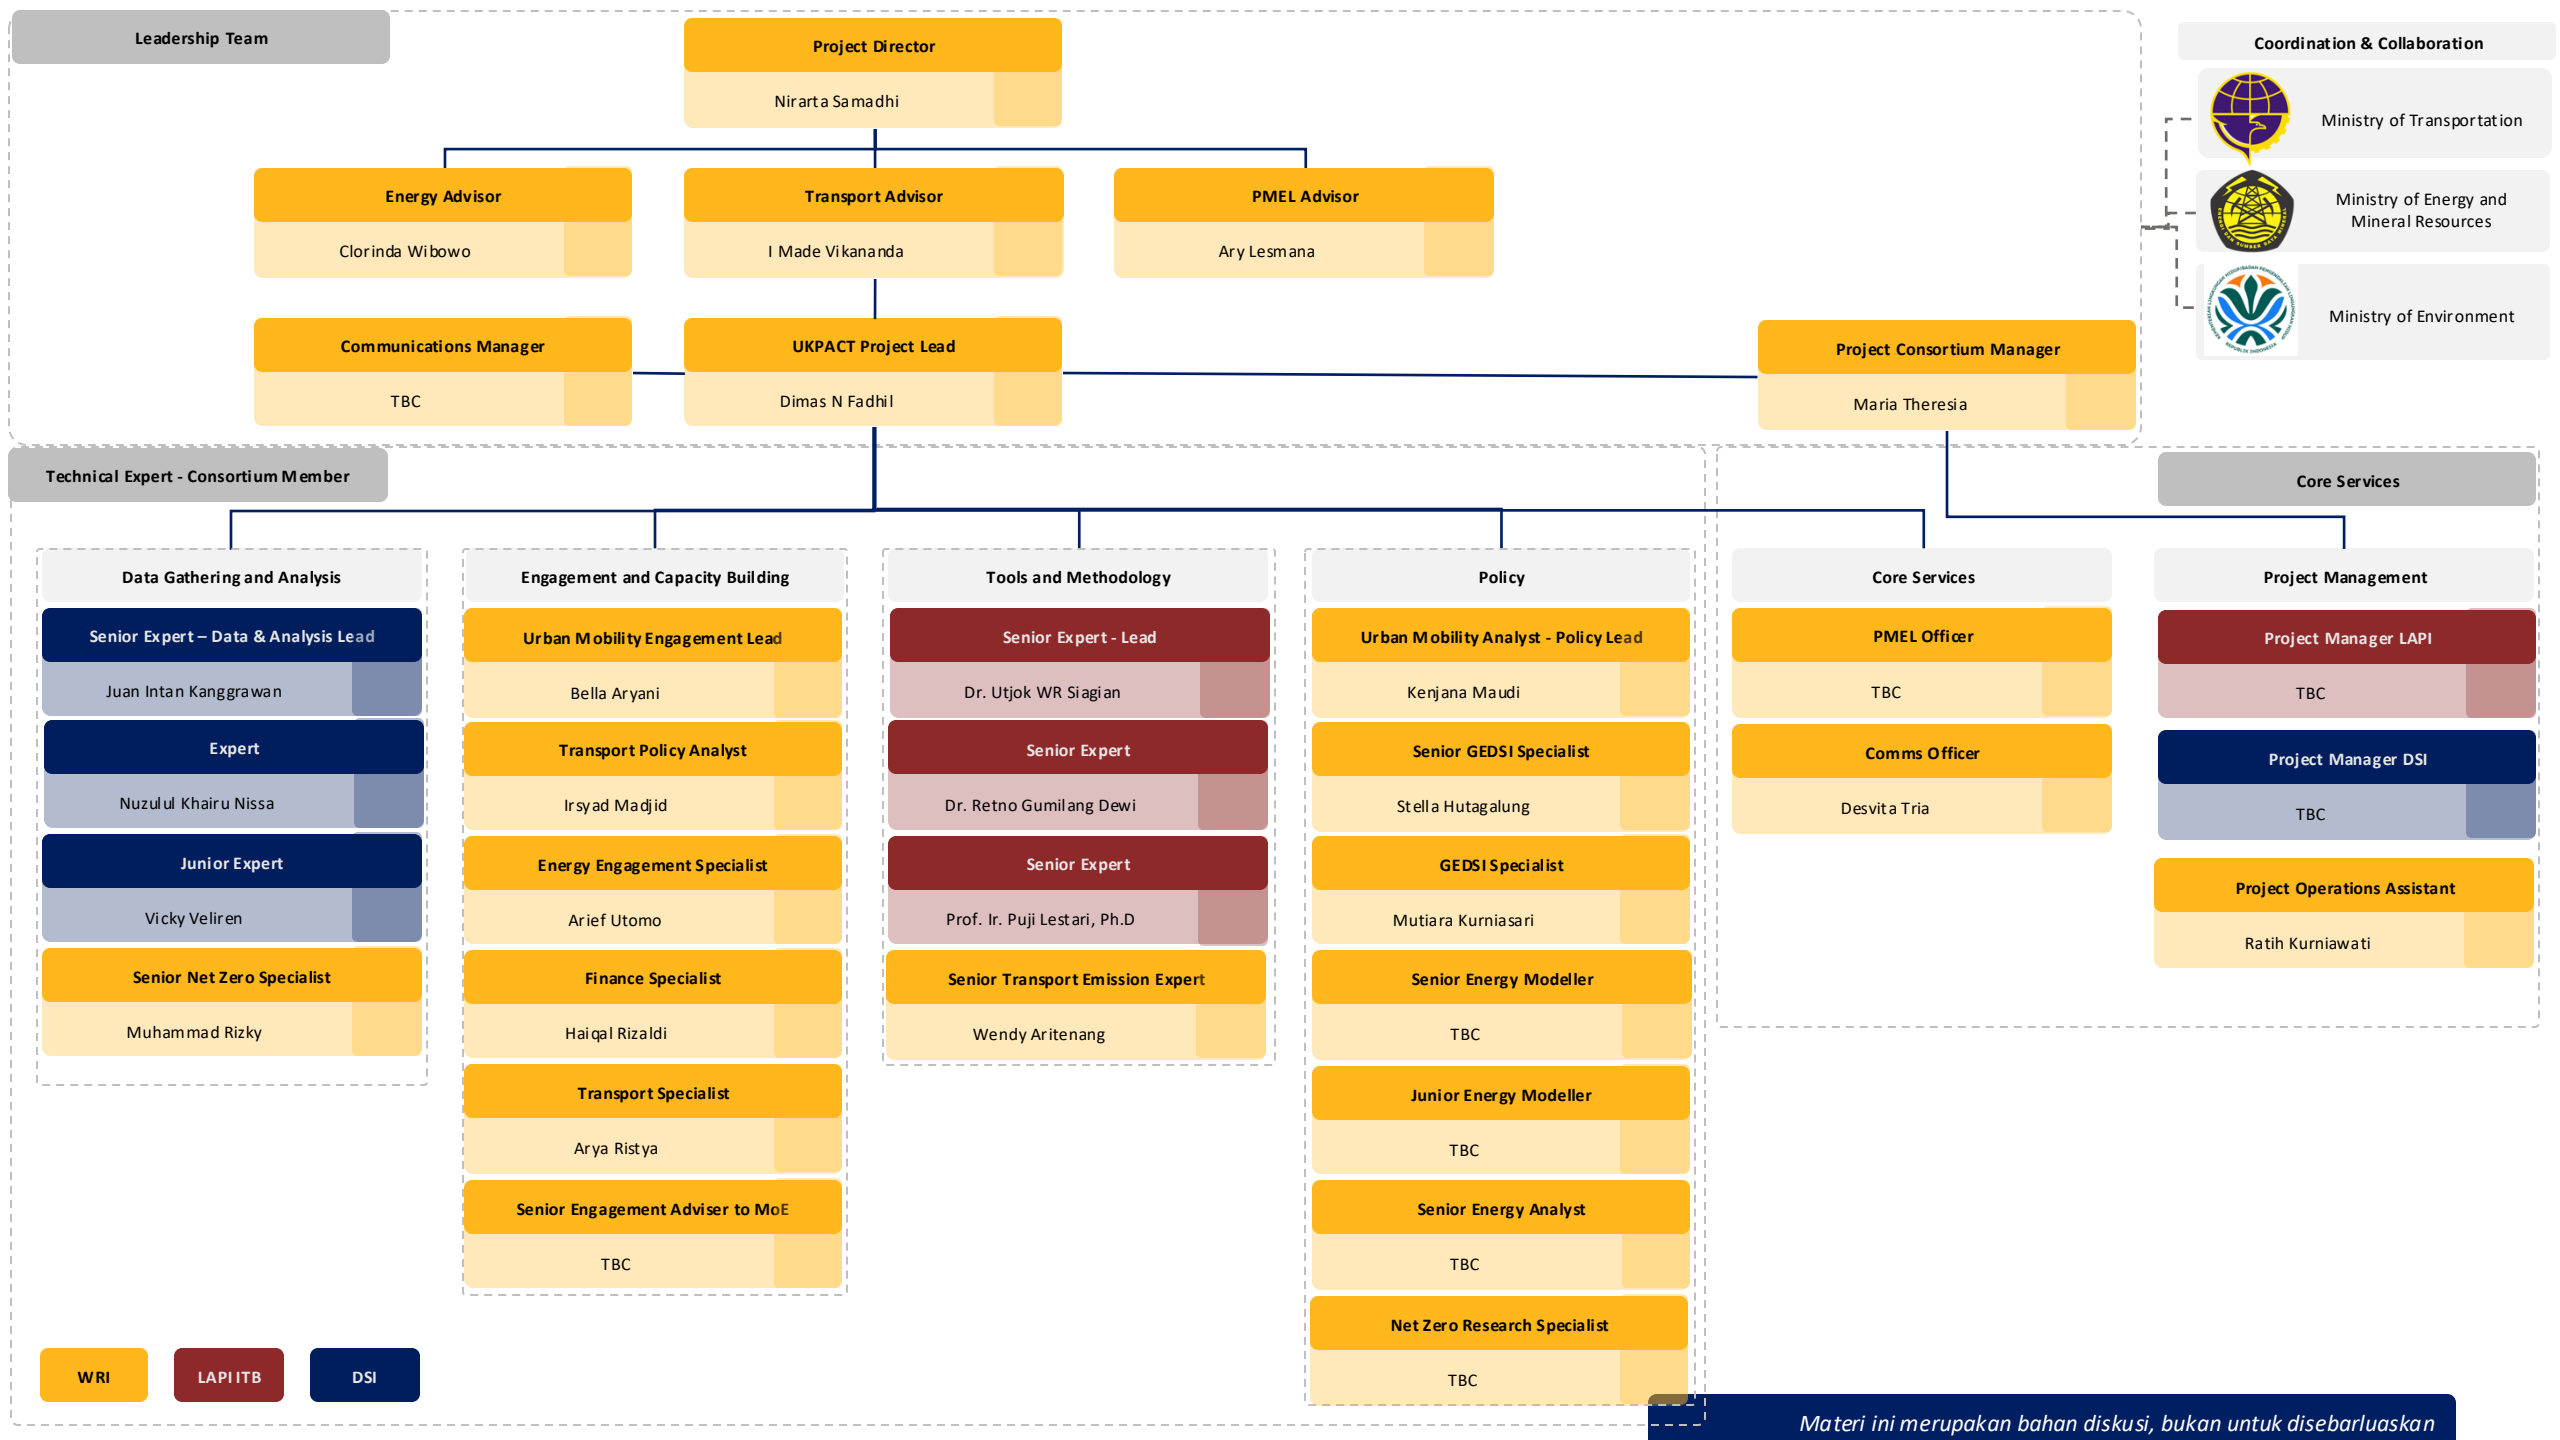 Leadership Team
Project Director
Nirarta Samadhi
Energy Advisor
Clorinda Wibowo
Transport Advisor
I Made Vikananda
PMEL Advisor
Ary Lesmana
Communications Manager
TBC
UKPACT Project Lead
Dimas N Fadhil
Project Consortium Manager
Maria Theresia
Coordination & Collaboration
Ministry of Transportation
Ministry of Energy and
Mineral Resources
Ministry of Environment
Technical Expert - Consortium Member
Core Services
Data Gathering and Analysis
Senior Expert – Data & Analysis Lead
Juan Intan Kanggrawan
Expert
Nuzulul Khairu Nissa
Junior Expert
Vicky Veliren
Senior Net Zero Specialist
Muhammad Rizky
Engagement and Capacity Building
Urban Mobility Engagement Lead
Bella Aryani
Transport Policy Analyst
Irsyad Madjid
Energy Engagement Specialist
Arief Utomo
Finance Specialist
Haiqal Rizaldi
Transport Specialist
Arya Ristya
Senior Engagement Adviser to MoE
TBC
Tools and Methodology
Senior Expert - Lead
Dr. Utjok WR Siagian
Senior Expert
Dr. Retno Gumilang Dewi
Senior Expert
Prof. Ir. Puji Lestari, Ph.D
Senior Transport Emission Expert
Wendy Aritenang
Policy
Urban Mobility Analyst - Policy Lead
Kenjana Maudi
Senior GEDSI Specialist
Stella Hutagalung
GEDSI Specialist
Mutiara Kurniasari
Senior Energy Modeller
TBC
Junior Energy Modeller
TBC
Senior Energy Analyst
TBC
Net Zero Research Specialist
TBC
Core Services
PMEL Officer
TBC
Comms Officer
Desvita Tria
Project Management
Project Manager LAPI
TBC
Project Manager DSI
TBC
Project Operations Assistant
Ratih Kurniawati
WRI
LAPI ITB
DSI
Materi ini merupakan bahan diskusi, bukan untuk disebarluaskan